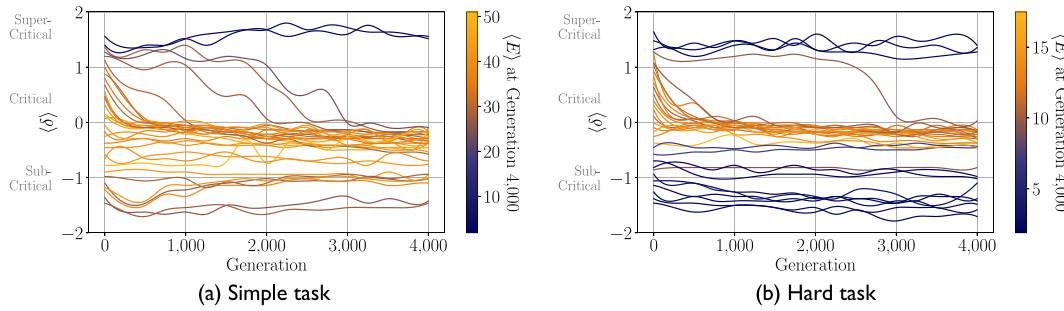 2
1
0
−1
−2
Super-
Critical
Critical
Sub-
Critical
⟨δ⟩
0
1,000
2,000
3,000
4,000
Generation
50
40
30
20
10
⟨E⟩ at Generation 4,000
(a) Simple task
2
1
0
−1
−2
Super-
Critical
Critical
Sub-
Critical
⟨δ⟩
0
1,000
2,000
3,000
4,000
Generation
15
10
5
⟨E⟩ at Generation 4,000
(b) Hard task